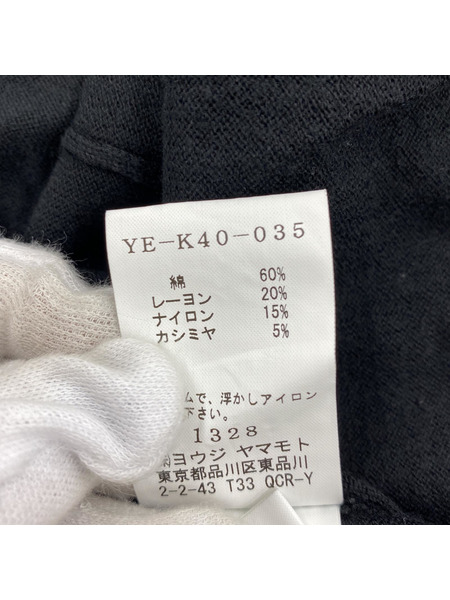 YE-K40-035
綿 60%
レーヨン 20%
ナイロン 15%
カシミヤ 5%
ムで、浮かしアイロン
下さい。
1328
ヨウジ ヤマモト
東京都品川区東品川
2-2-43 T33 QCR-Y